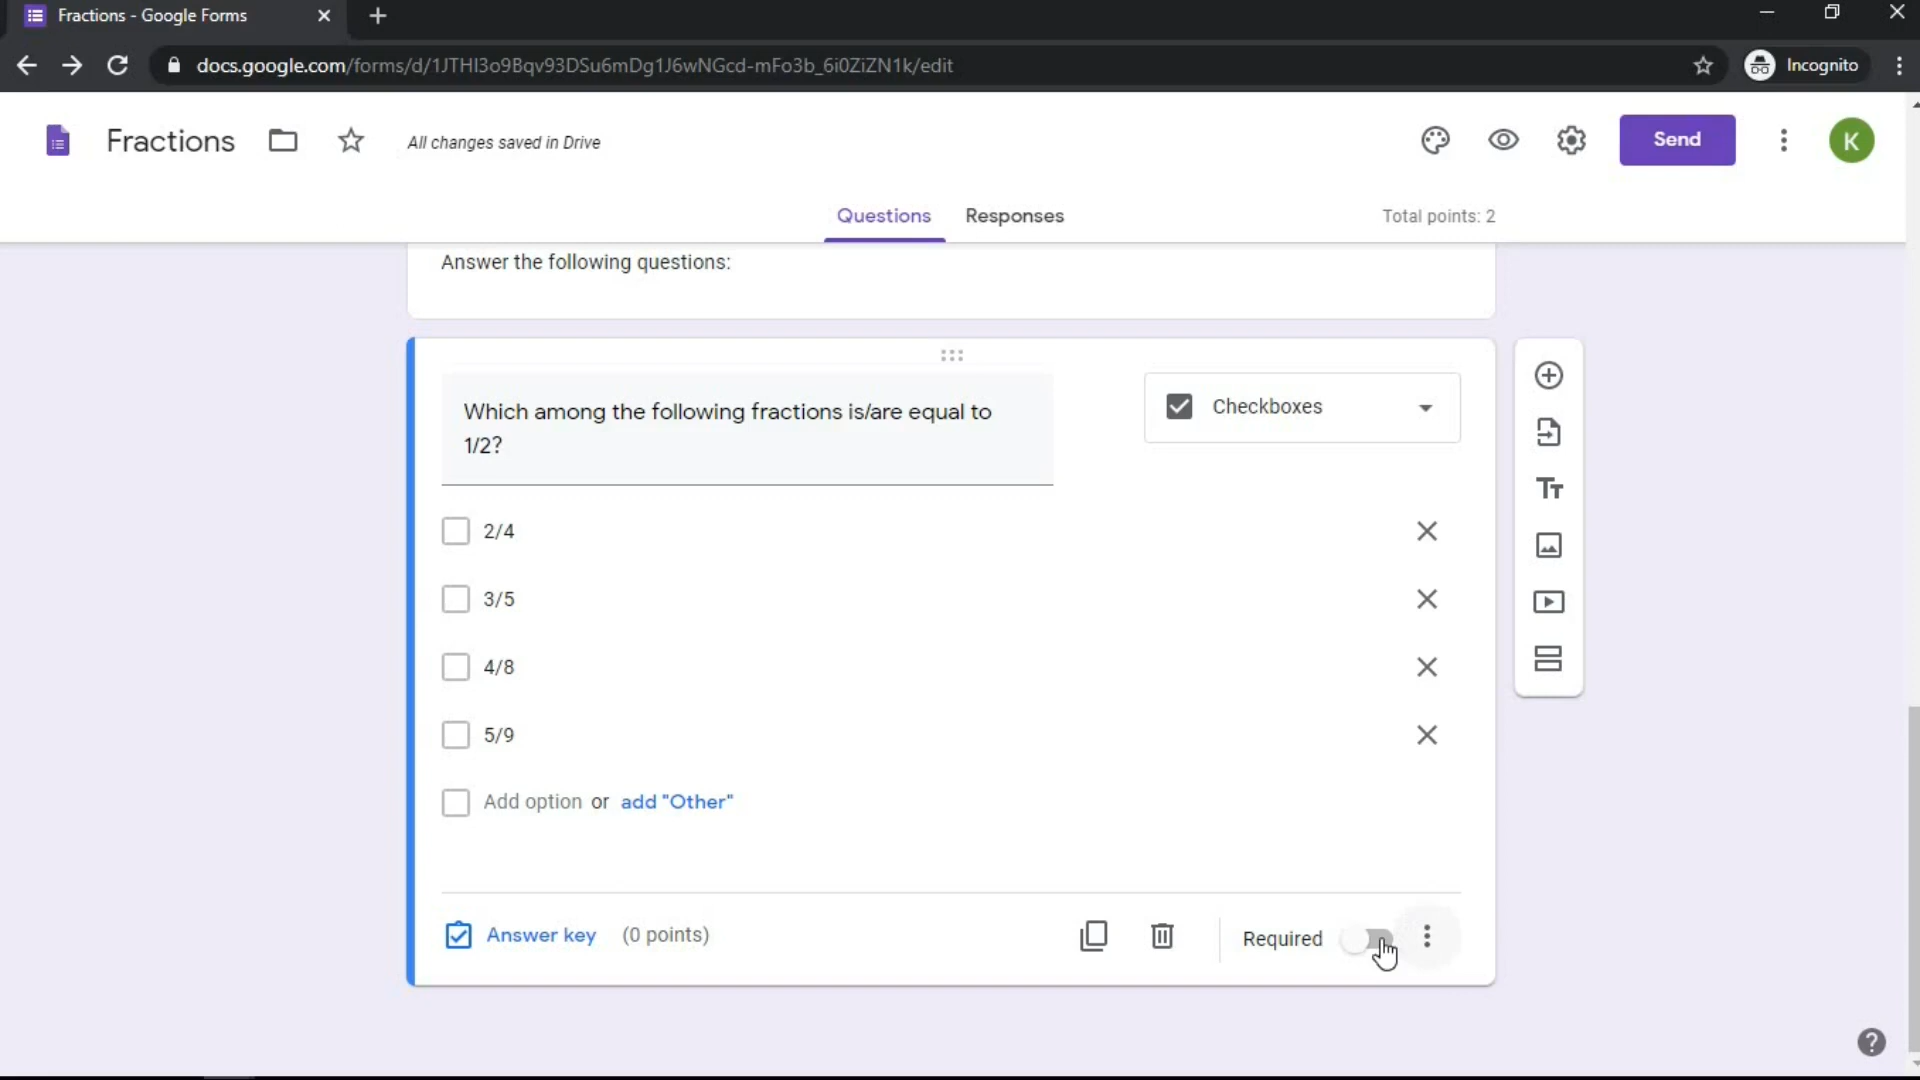 Fractions - Google Forms
docs.google.com/forms/d/1JTHI3o9Bqv93DSu6mDg1J6wNGcd-mFo3b_6i0ZiZN1k/edit
Incognito
Fractions
All changes saved in Drive
Send
K
Questions
Responses
Total points: 2
Answer the following questions:
Which among the following fractions is/are equal to
1/2?
Checkboxes
2/4
3/5
4/8
5/9
Add option or add "Other"
Answer key (0 points)
Required